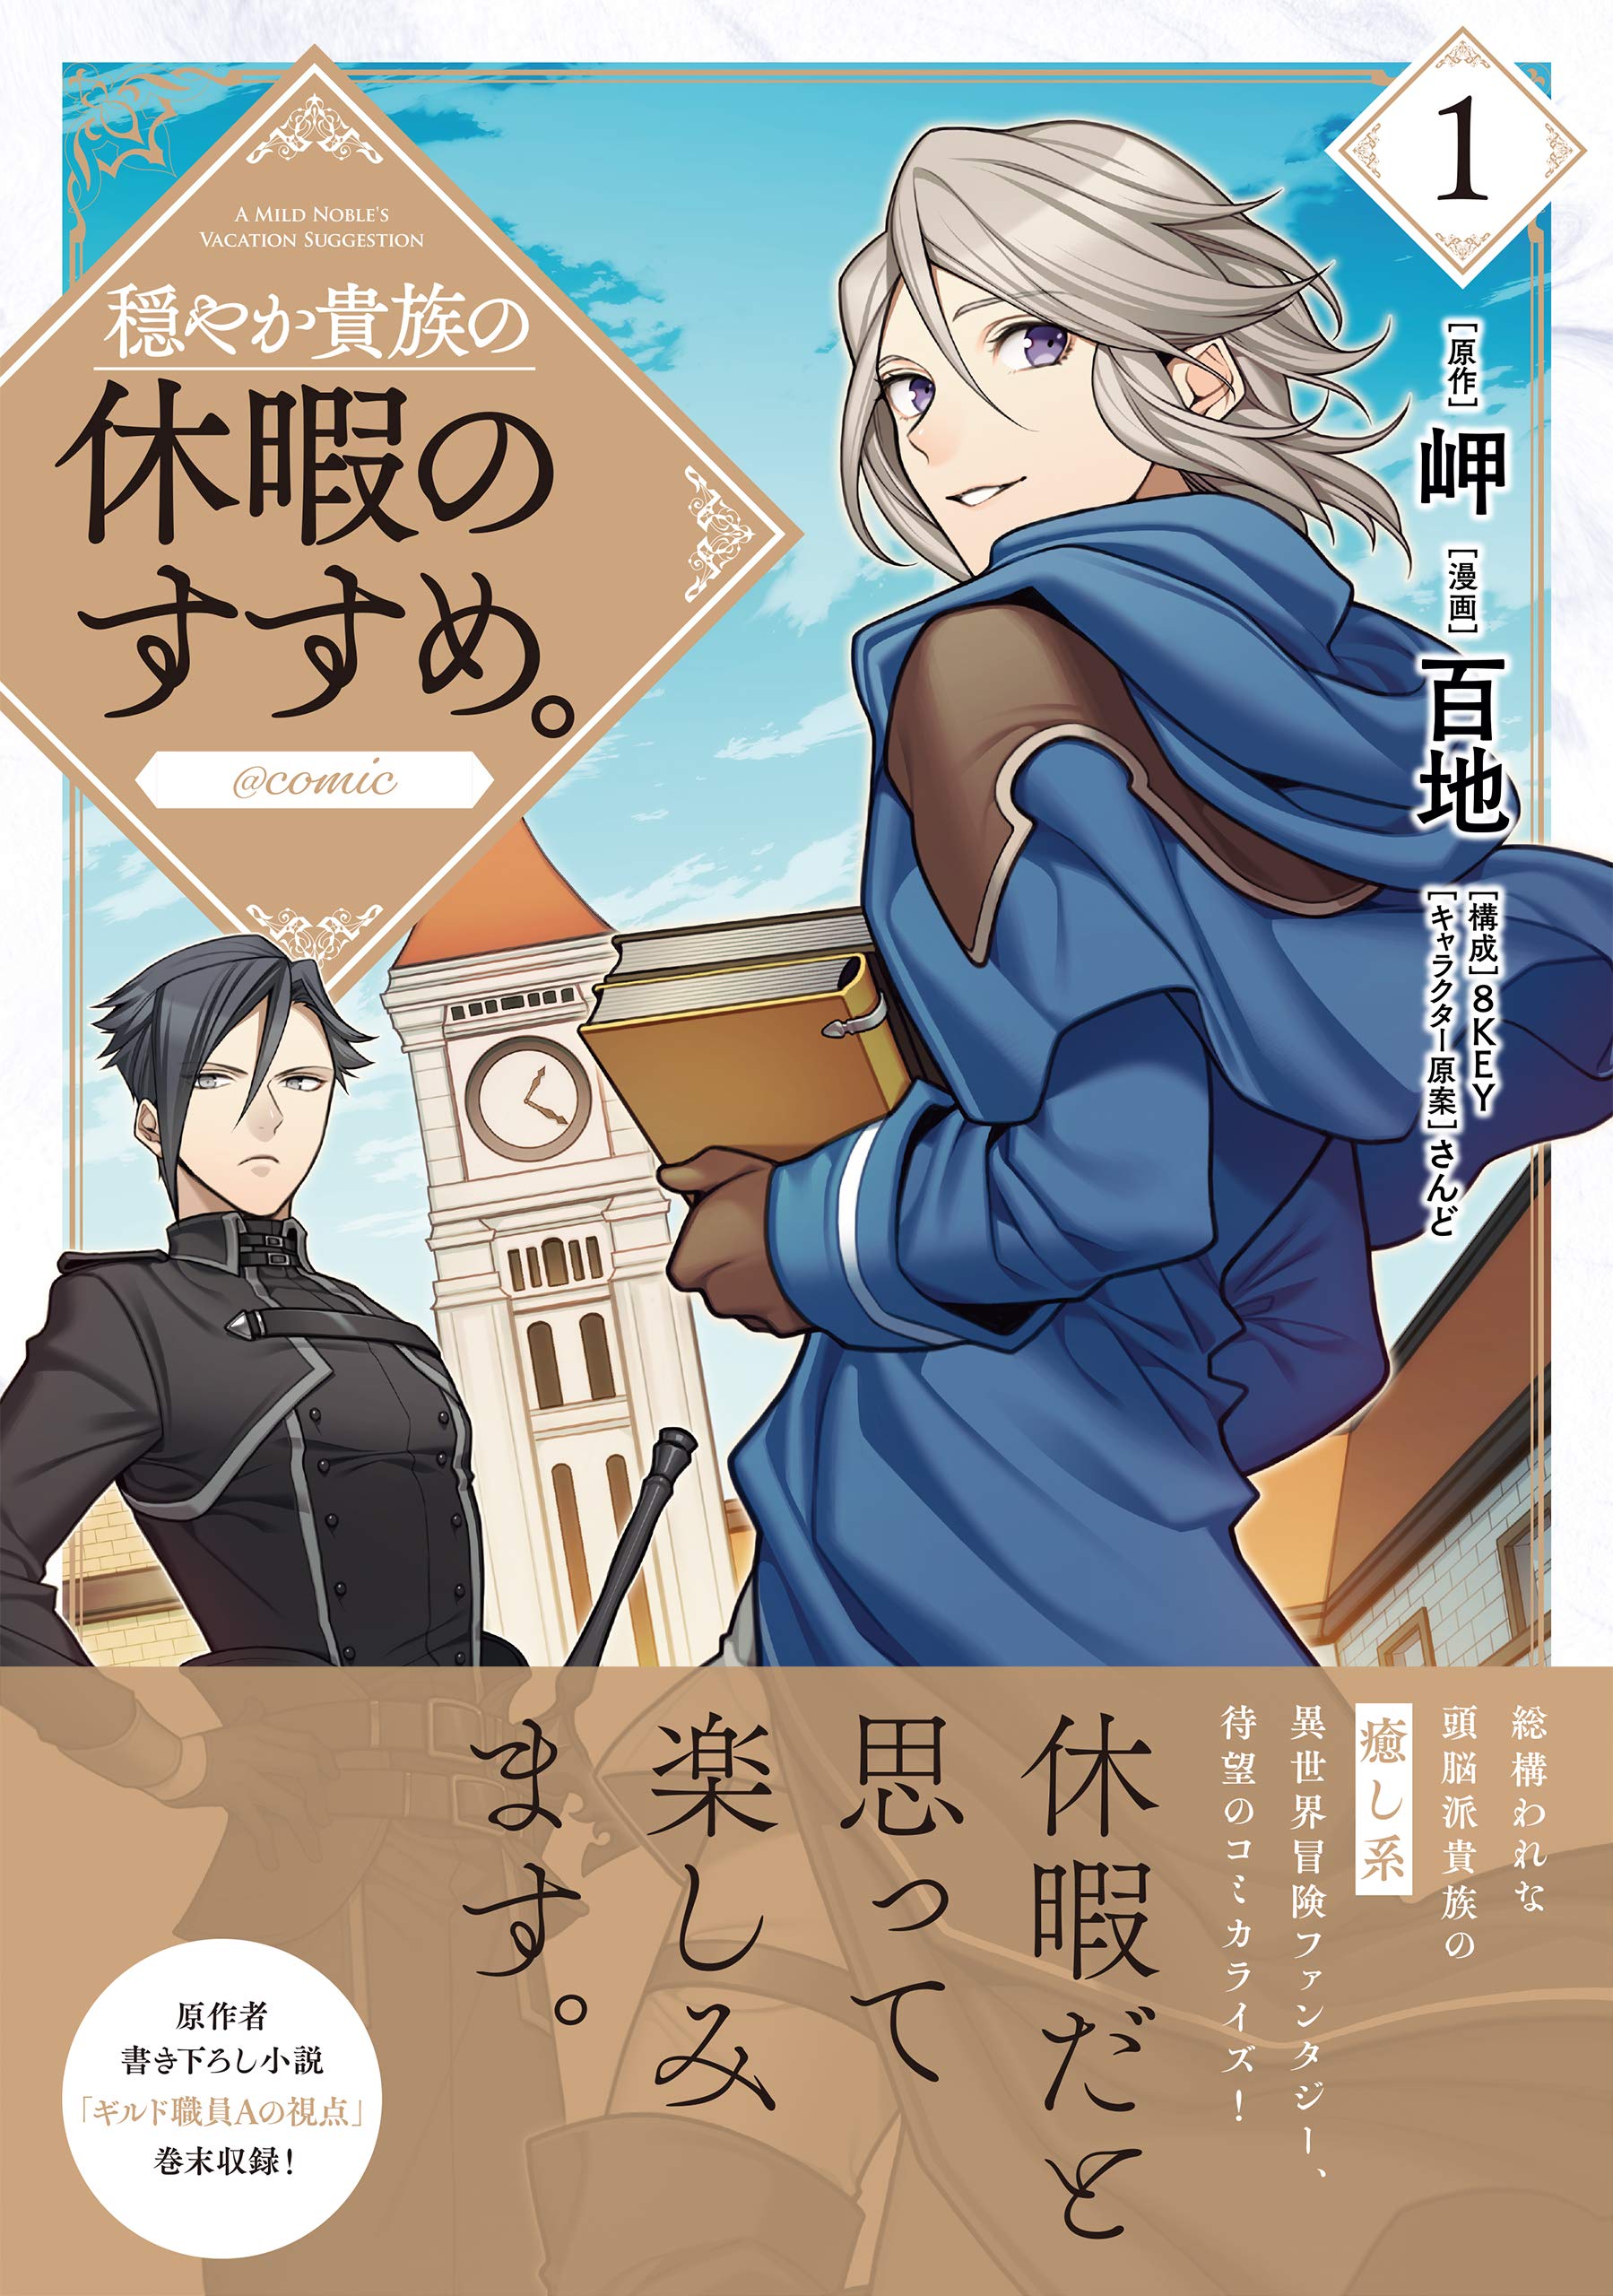 A MILD NOBLE'S
VACATION SUGGESTION
穏やか貴族の
休暇の
すすめ。
@comic
1
[原作]岬
[漫画]百地
[構成]8KEY
[キャラクター原案]さんど
総構われな
頭脳派貴族の
癒し系
異世界冒険ファンタジー、
待望のコミカライズ!
休暇だと
思って
楽しみ
ます。
原作者
書き下ろし小説
「ギルド職員Aの視点」
巻末収録!